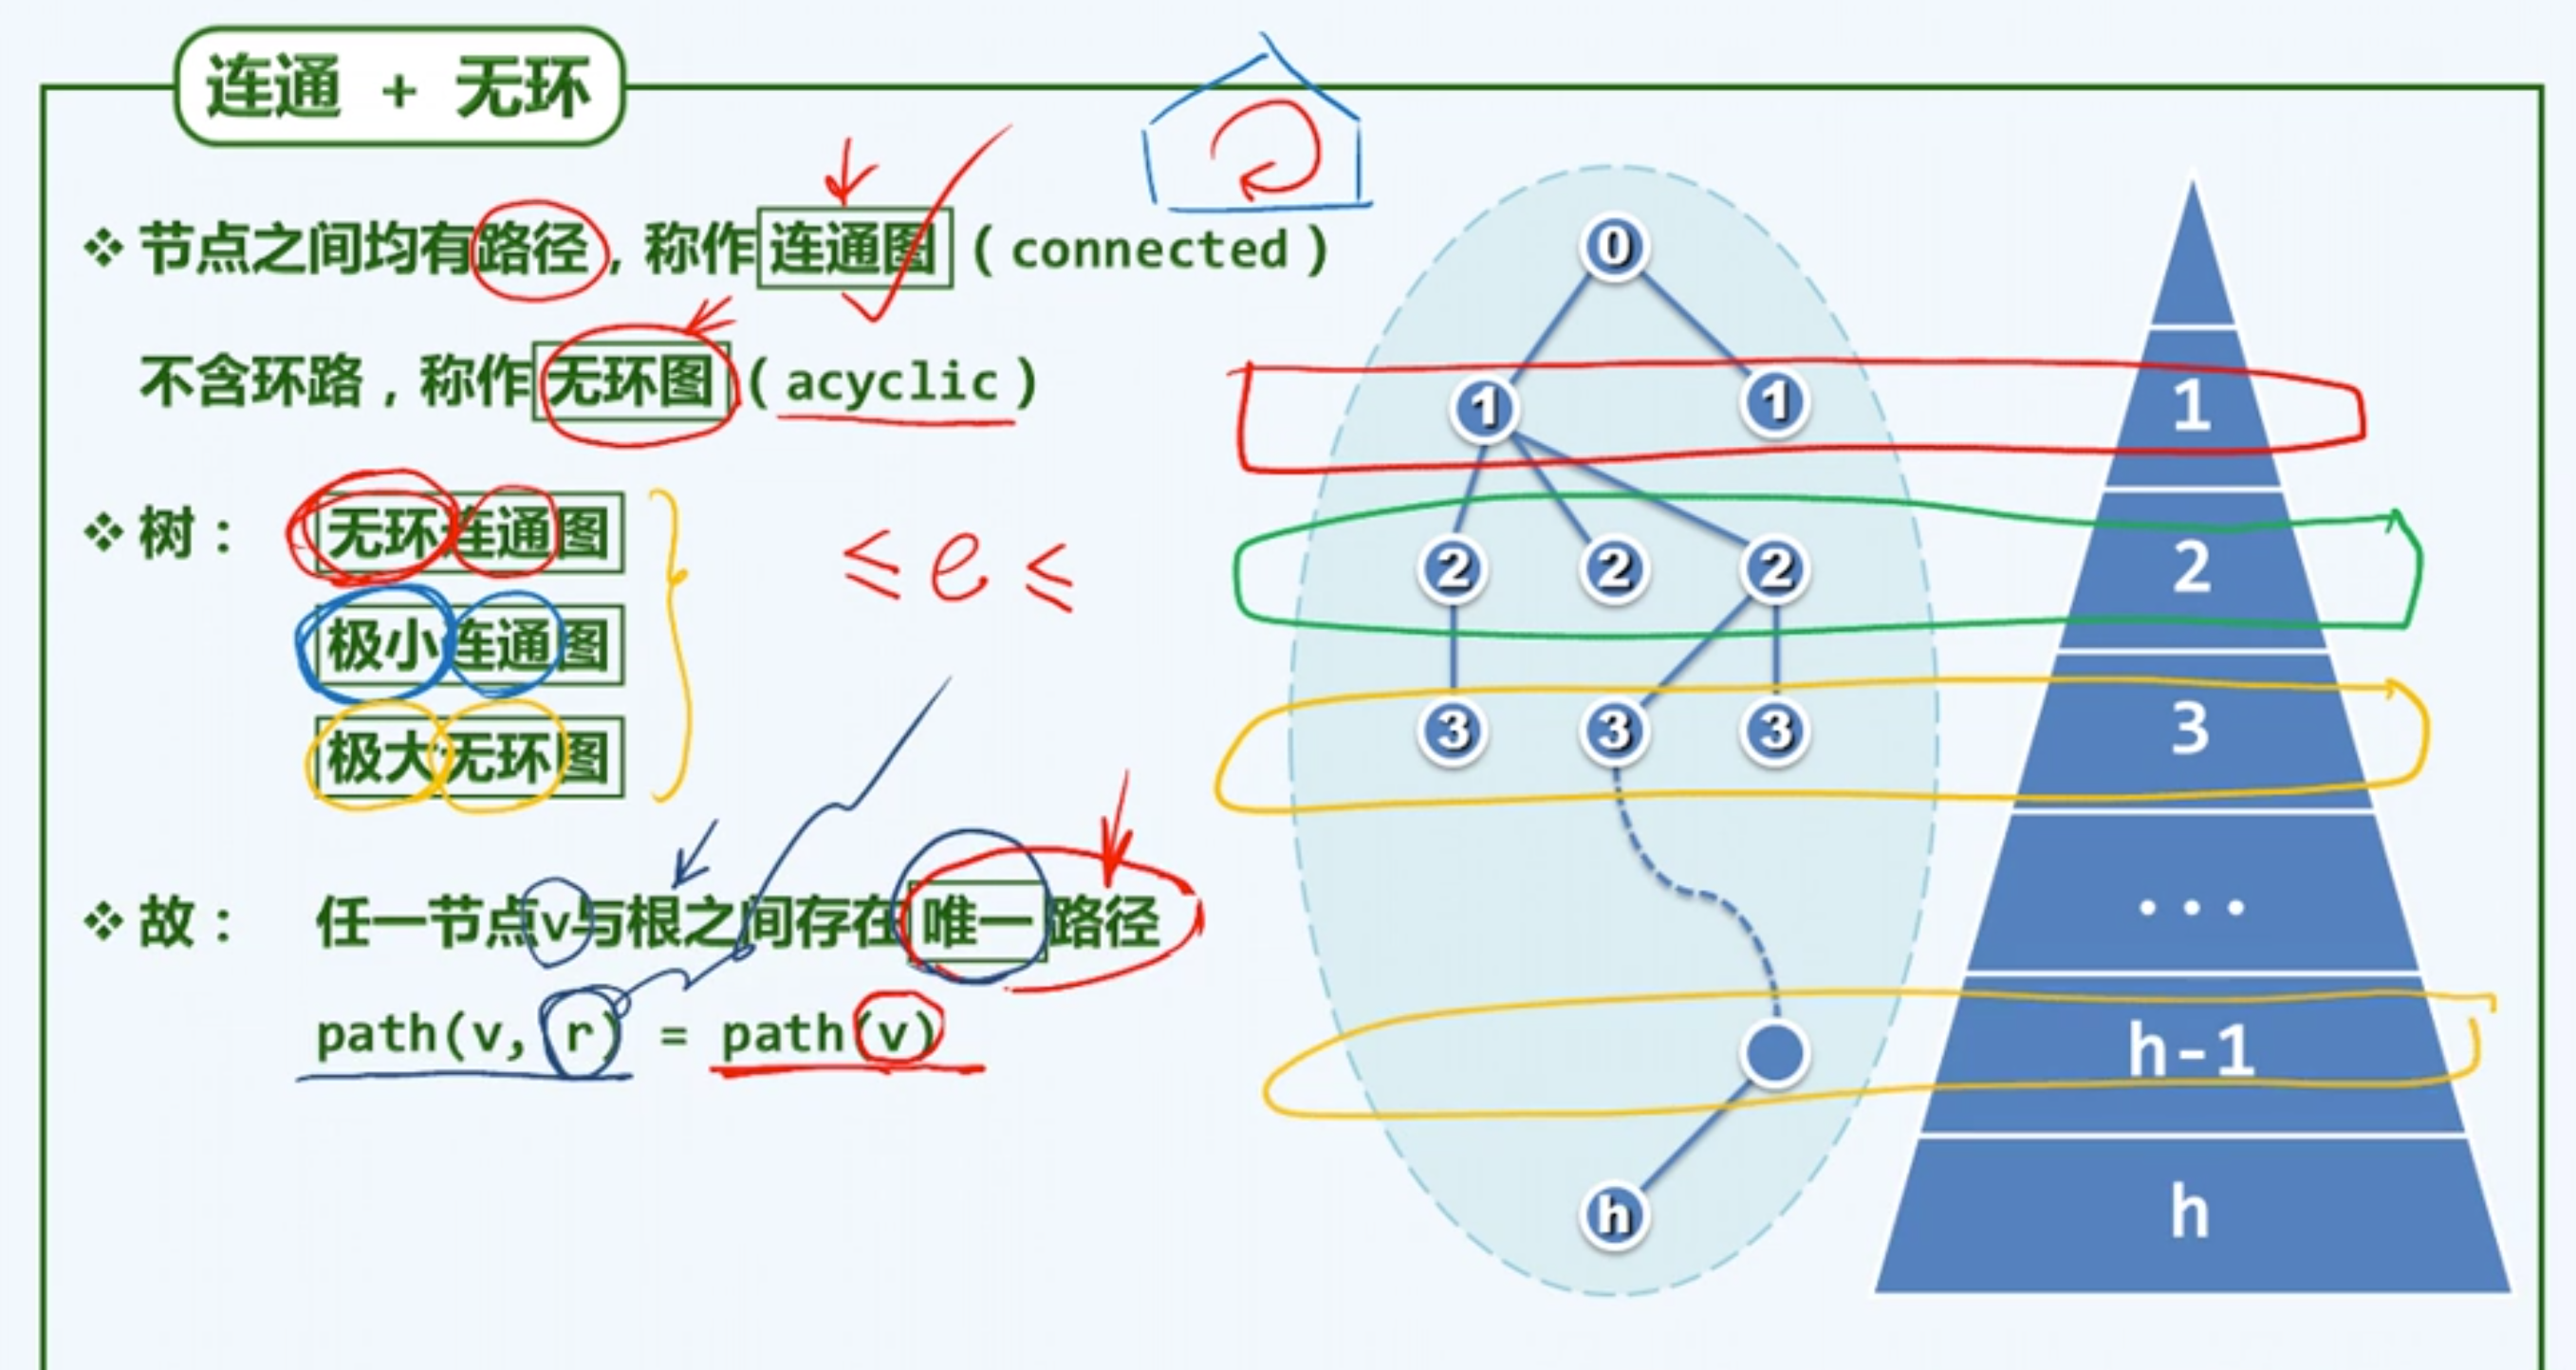 连通 + 无环
❖ 节点之间均有路径，称作连通图（connected）
不含环路，称作无环图（acyclic）
❖ 树： 无环连通图
极小连通图
极大无环图
≤ e ≤
❖ 故： 任一节点v与根之间存在唯一路径
path(v, r) = path(v)
0
1 1
2 2 2
3 3 3
h
1
2
3
...
h-1
h